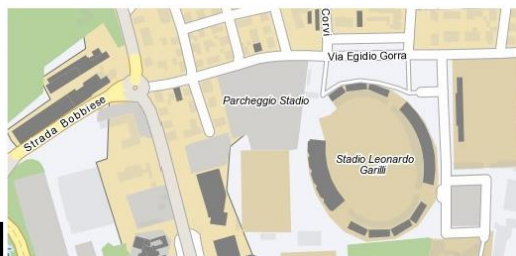 Corvi
Via Egidio Gorra
Parcheggio Stadio
Strada Bobbiese
Stadio Leonardo
Garilli